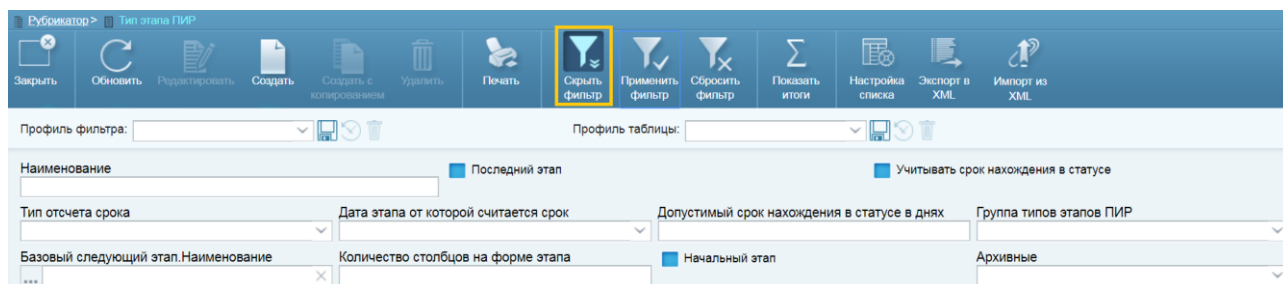 Рубрикатор > Тип этапа ПИР
Закрыть Обновить Редактировать Создать Создать с копированием Удалить Печать Скрыть фильтр Применить фильтр Сбросить фильтр Показать итоги Настройка списка Экспорт в XML Импорт из XML
Профиль фильтра: Профиль таблицы:
Наименование Последний этап Учитывать срок нахождения в статусе
Тип отсчета срока Дата этапа от которой считается срок Допустимый срок нахождения в статусе в днях Группа типов этапов ПИР
Базовый следующий этап.Наименование Количество столбцов на форме этапа Начальный этап Архивные
...